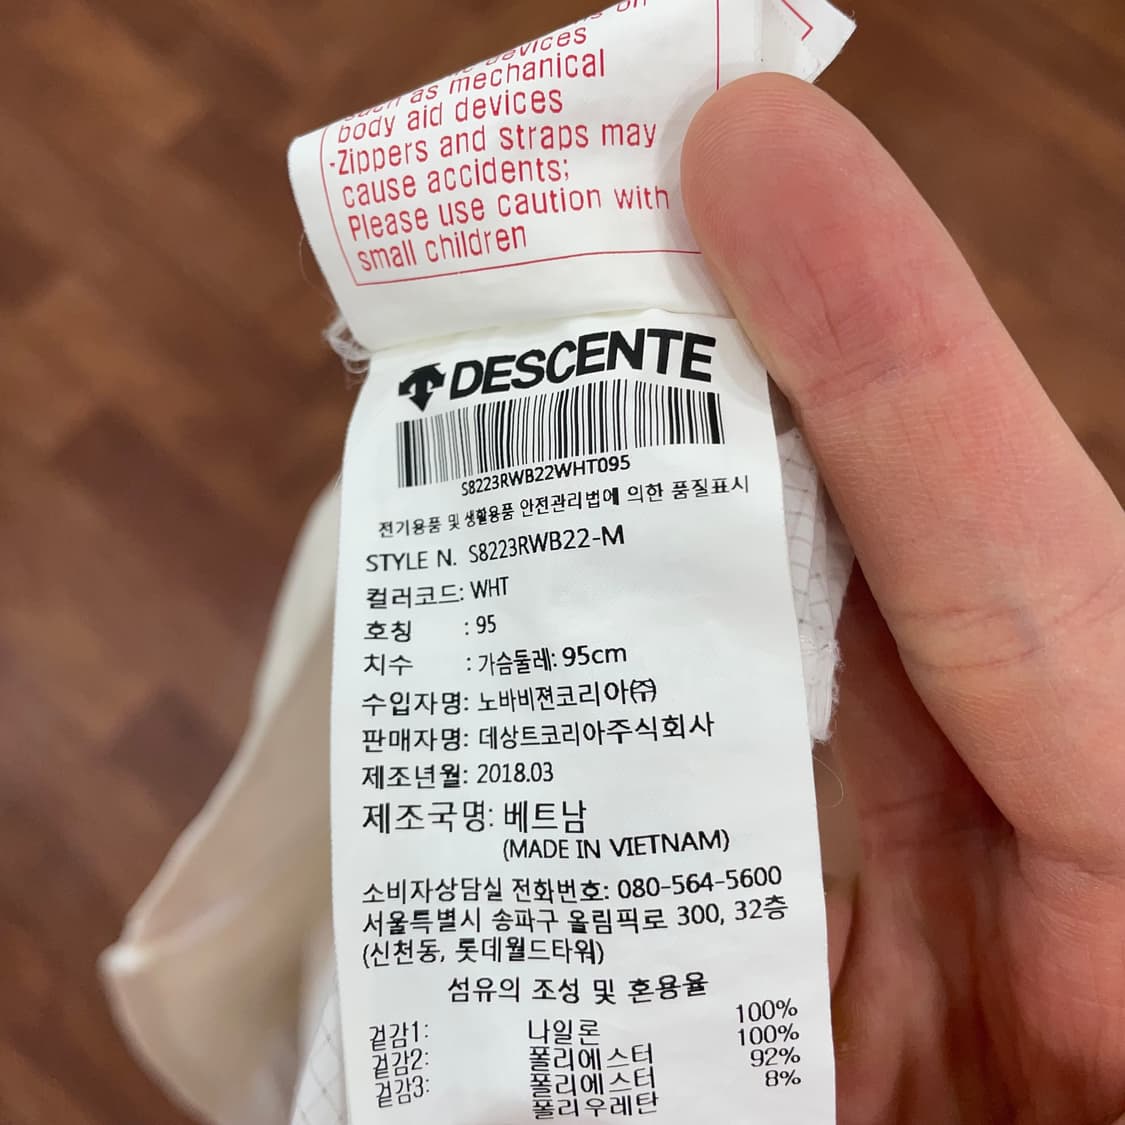 devices
such as mechanical
body aid devices
-Zippers and straps may
cause accidents;
Please use caution with
small children
DESCENTE
S8223RWB22WHT095
전기용품 및 생활용품 안전관리법에 의한 품질표시
STYLE N. S8223RWB22-M
컬러코드: WHT
호칭 : 95
치수 : 가슴둘레: 95cm
수입자명: 노바비젼코리아㈜
판매자명: 데상트코리아주식회사
제조년월: 2018.03
제조국명: 베트남
(MADE IN VIETNAM)
소비자상담실 전화번호: 080-564-5600
서울특별시 송파구 올림픽로 300, 32층
(신천동, 롯데월드타워)
섬유의 조성 및 혼용율
겉감1: 나일론 100%
겉감2: 폴리에스터 100%
겉감3: 폴리에스터 92%
폴리우레탄 8%